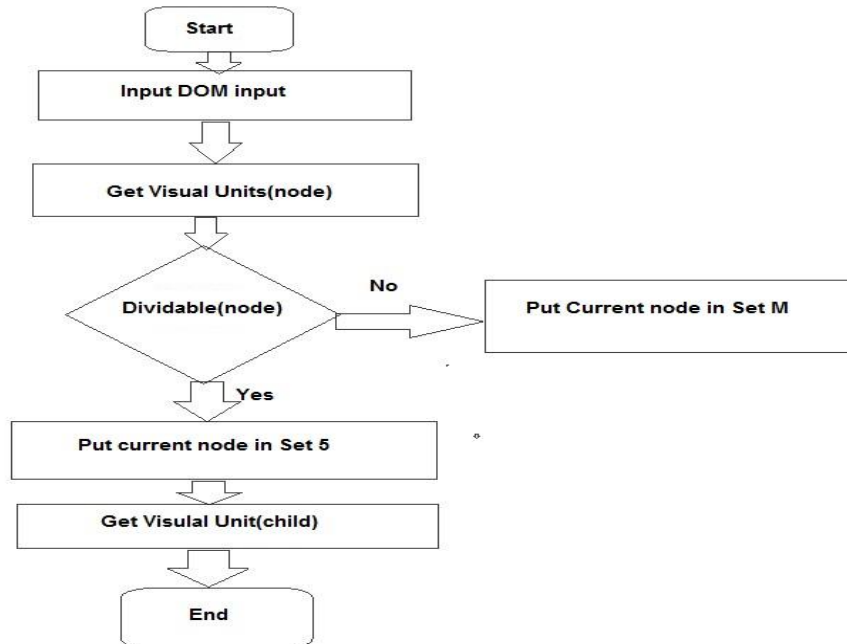 Start
Input DOM input
Get Visual Units(node)
Dividable(node)
No
Put Current node in Set M
Yes
Put current node in Set 5
Get Visulal Unit(child)
End